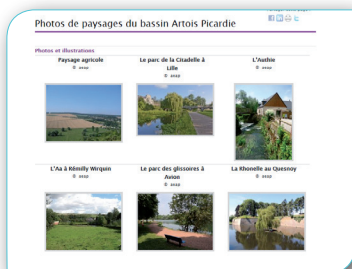 Photos de paysages du bassin Artois Picardie
Photos et illustrations
Paysage agricole
Le parc de la Citadelle à
Lille
L'Authie
L'Aa à Rémilly Wirquin
Le parc des glissoires à
Avion
La Rhonelle au Quesnoy